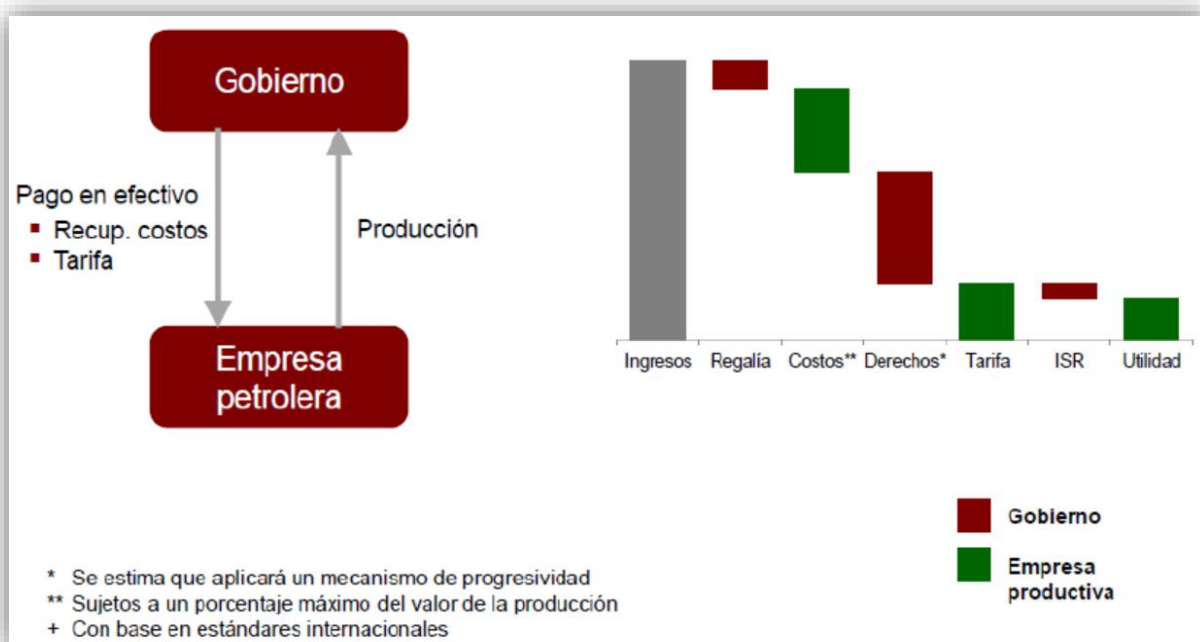 Gobierno
Pago en efectivo
▪ Recup. costos
▪ Tarifa
Producción
Empresa
petrolera
Ingresos Regalía Costos** Derechos* Tarifa ISR Utilidad
Gobierno
Empresa
productiva
* Se estima que aplicará un mecanismo de progresividad
** Sujetos a un porcentaje máximo del valor de la producción
+ Con base en estándares internacionales